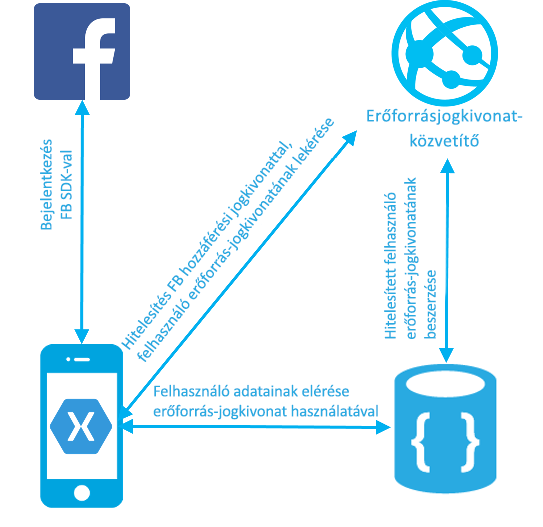 Erőforrásjogkivonat-
közvetítő
Bejelentkezés
FB SDK-val
Hitelesítés FB hozzáférési jogkivonattal,
felhasználó erőforrás-jogkivonatának lekérése
Hitelesített felhasználó
erőforrás-jogkivonatának
beszerzése
Felhasználó adatainak elérése
erőforrás-jogkivonat használatával